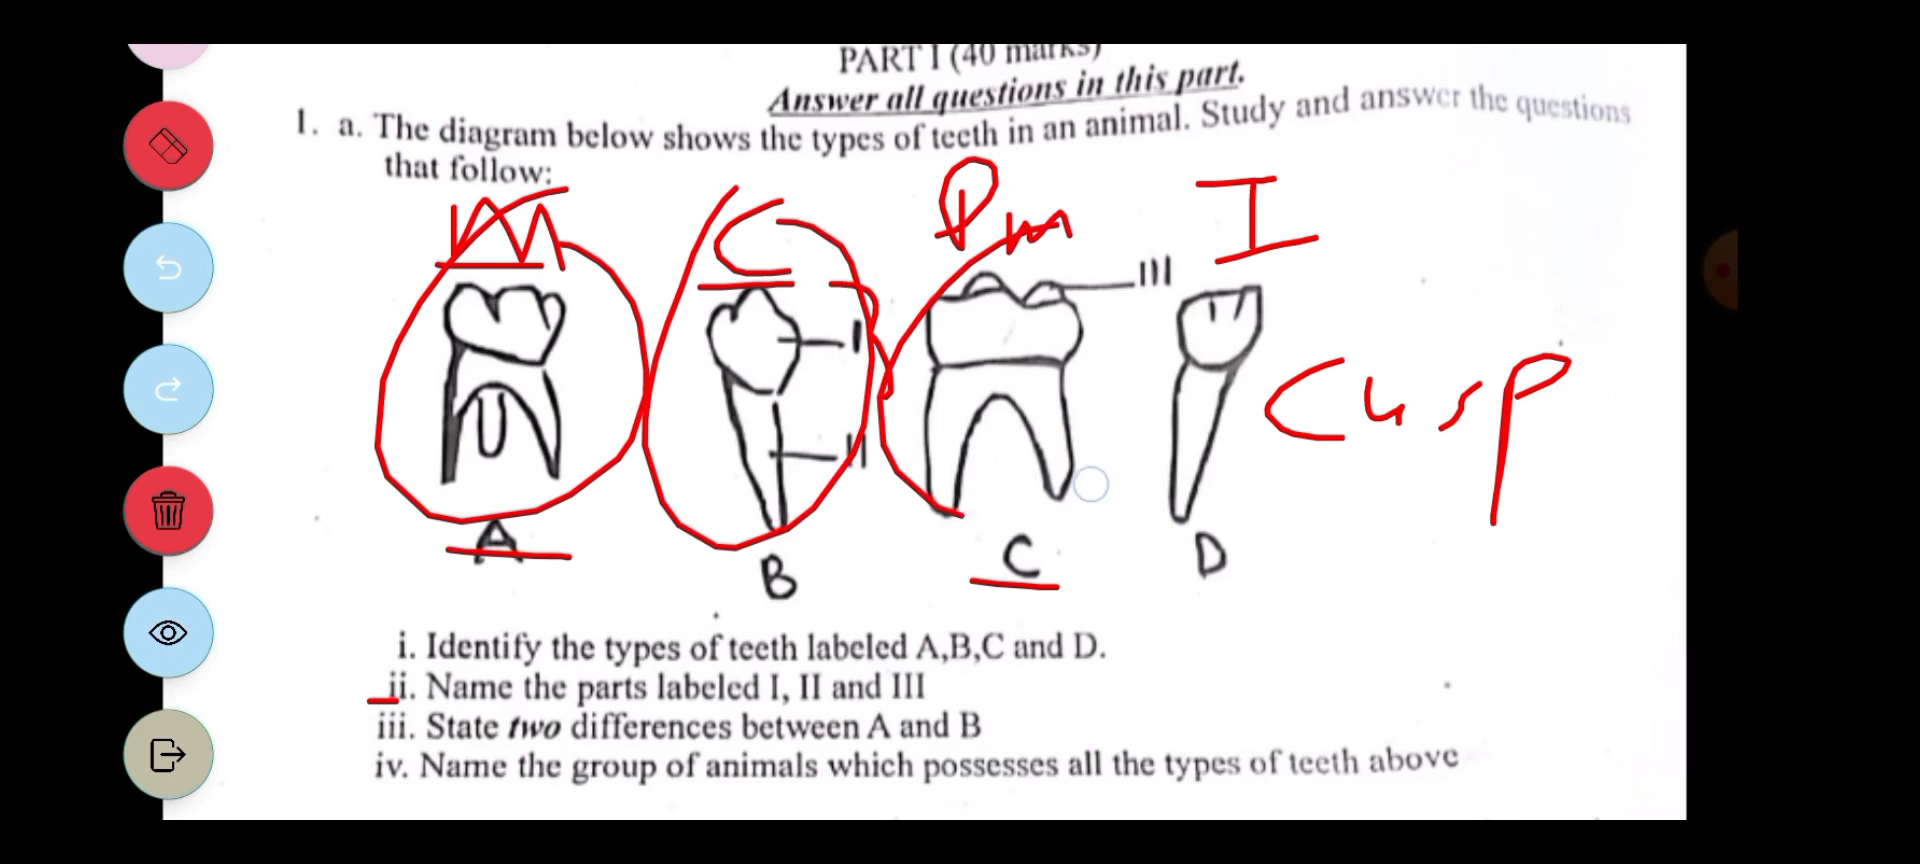 PART I (40 marks)
Answer all questions in this part.
1. a. The diagram below shows the types of teeth in an animal. Study and answer the questions
that follow:
M C Pm I
III
I
Cusp
II
A B C D
i. Identify the types of teeth labeled A,B,C and D.
ii. Name the parts labeled I, II and III
iii. State two differences between A and B
iv. Name the group of animals which possesses all the types of teeth above